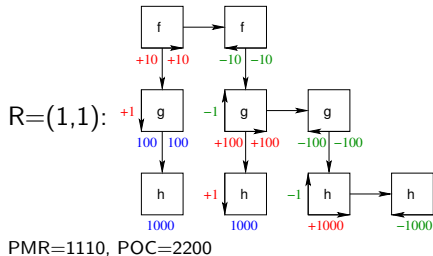 f f
+10 +10 −10 −10
R=(1,1): +1 g −1 g g
100 100 +100 +100 −100 −100
+1 h h −1 h h
1000 1000 +1000 −1000
PMR=1110, POC=2200